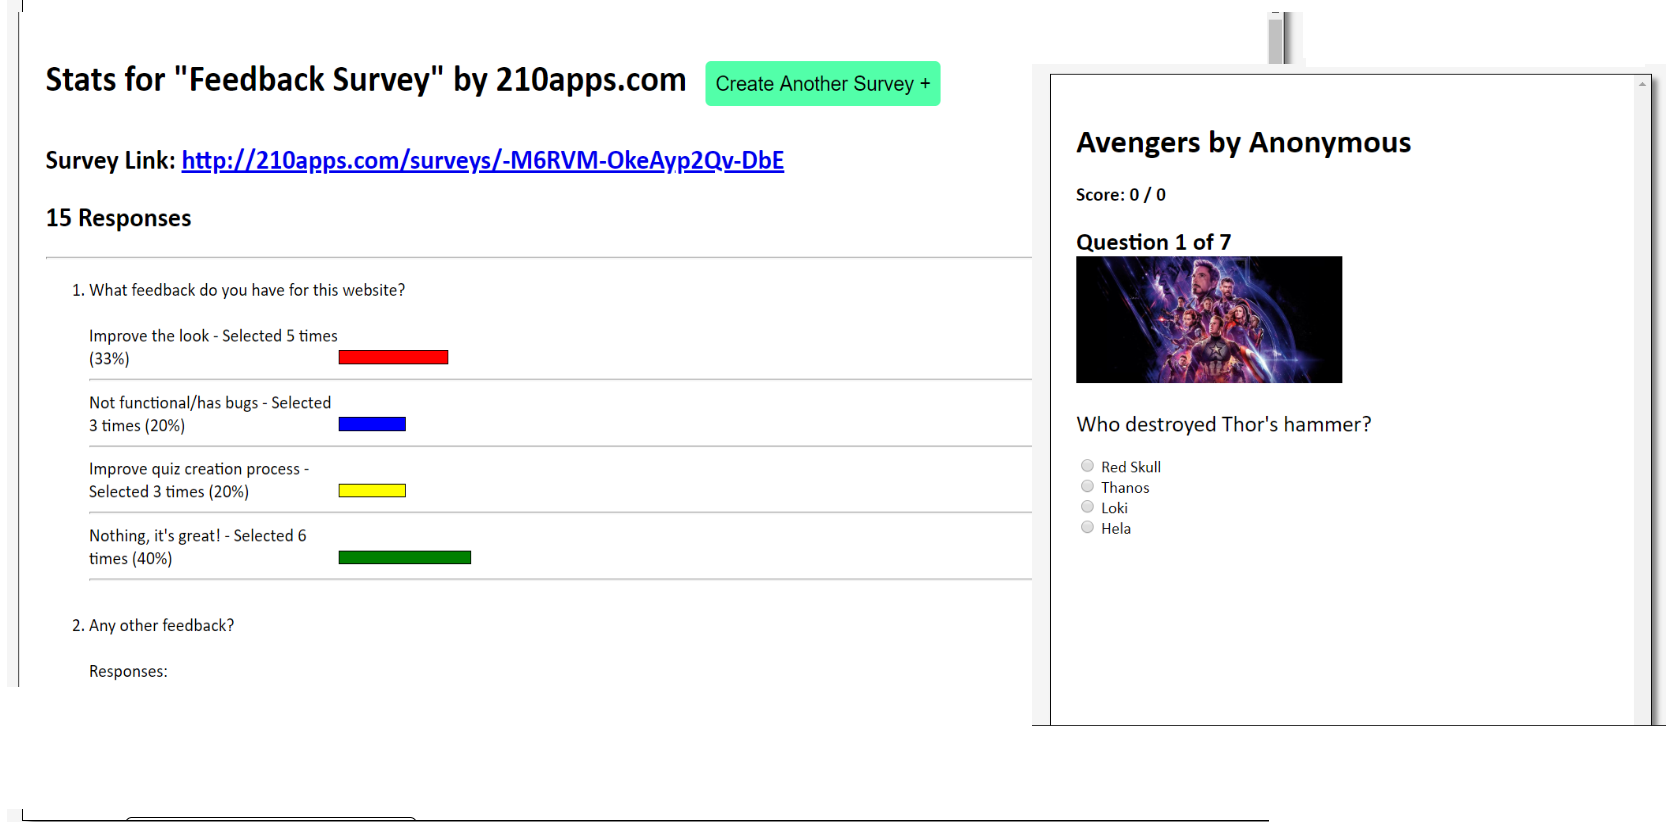 Stats for "Feedback Survey" by 210apps.com
Create Another Survey +
Survey Link: http://210apps.com/surveys/-M6RVM-OkeAyp2Qv-DbE
15 Responses
1. What feedback do you have for this website?
Improve the look - Selected 5 times
(33%)
Not functional/has bugs - Selected
3 times (20%)
Improve quiz creation process -
Selected 3 times (20%)
Nothing, it's great! - Selected 6
times (40%)
2. Any other feedback?
Responses:
Avengers by Anonymous
Score: 0 / 0
Question 1 of 7
Who destroyed Thor's hammer?
Red Skull
Thanos
Loki
Hela